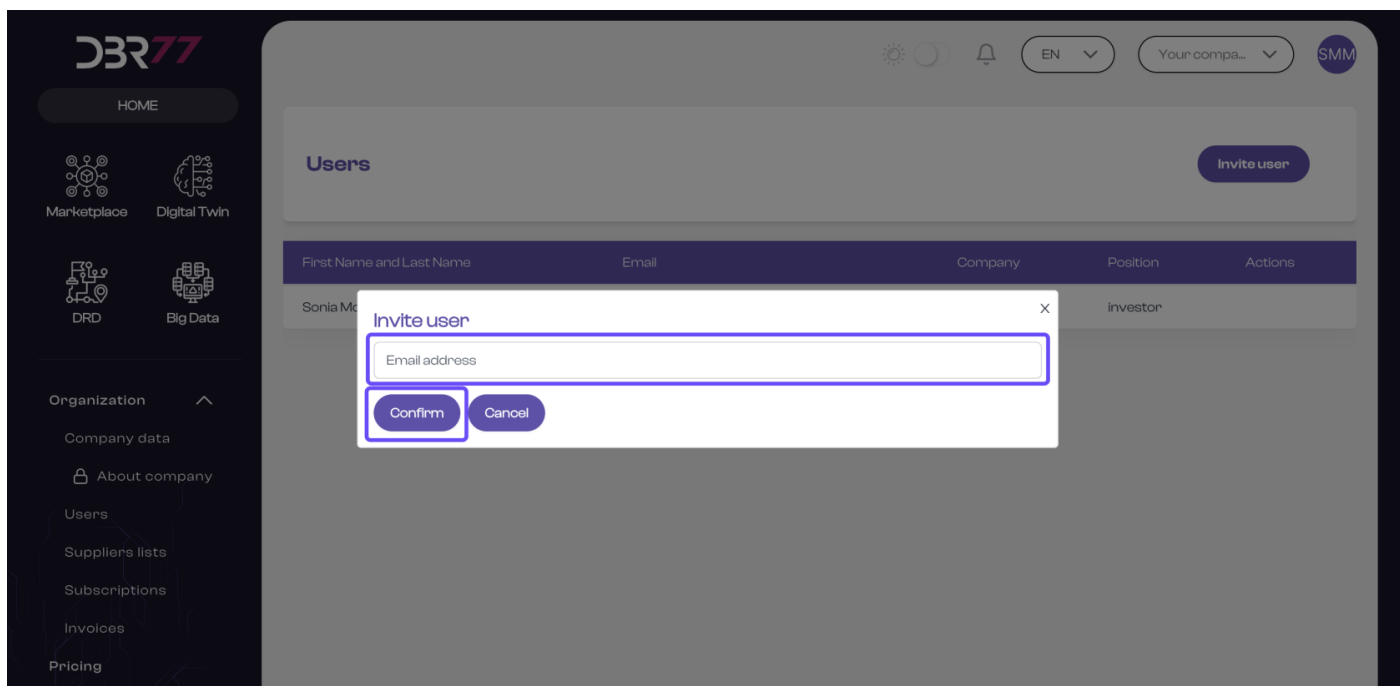 DBR77
HOME
Marketplace
Digital Twin
DRD
Big Data
Organization
Company data
About company
Users
Suppliers lists
Subscriptions
Invoices
Pricing
EN
Your compa...
SMM
Users
Invite user
First Name and Last Name Email Company Position Actions
Sonia Mc investor
Invite user X
Email address
Confirm Cancel